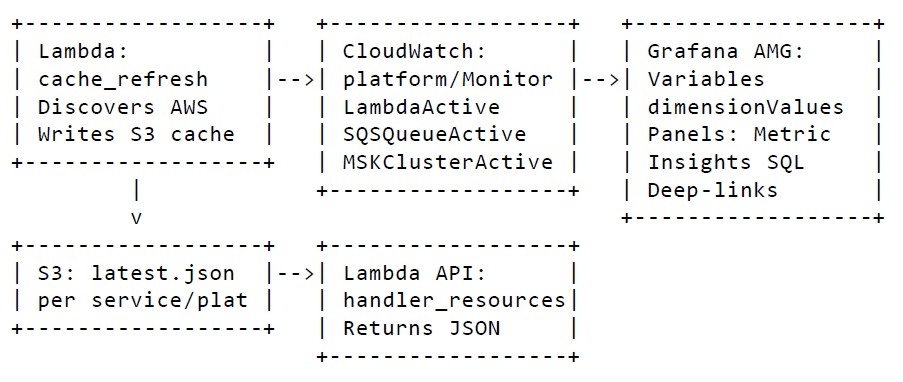 Lambda:
cache_refresh
Discovers AWS
Writes S3 cache
CloudWatch:
platform/Monitor
LambdaActive
SQSQueueActive
MSKClusterActive
Grafana AMG:
Variables
dimensionValues
Panels: Metric
Insights SQL
Deep-links
S3: latest.json
per service/plat
Lambda API:
handler_resources
Returns JSON